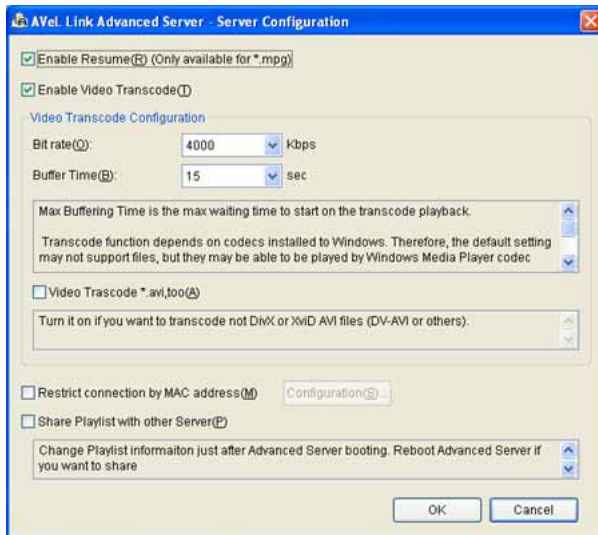 AVeL Link Advanced Server - Server Configuration
Enable Resume(R) (Only available for *.mpg)
Enable Video Transcode(T)
Video Transcode Configuration
Bit rate(O): 4000 Kbps
Buffer Time(B): 15 sec
Max Buffering Time is the max waiting time to start on the transcode playback.
Transcode function depends on codecs installed to Windows. Therefore, the default setting
may not support files, but they may be able to be played by Windows Media Player codec
Video Trascode *.avi,too(A)
Turn it on if you want to transcode not DivX or XviD AVI files (DV-AVI or others).
Restrict connection by MAC address(M) Configuration(S)...
Share Playlist with other Server(P)
Change Playlist informaiton just after Advanced Server booting. Reboot Advanced Server if
you want to share
OK Cancel